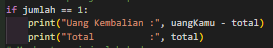 if jumlah == 1:
    print("Uang Kembalian :", uangKamu - total)
    print("Total          :", total)